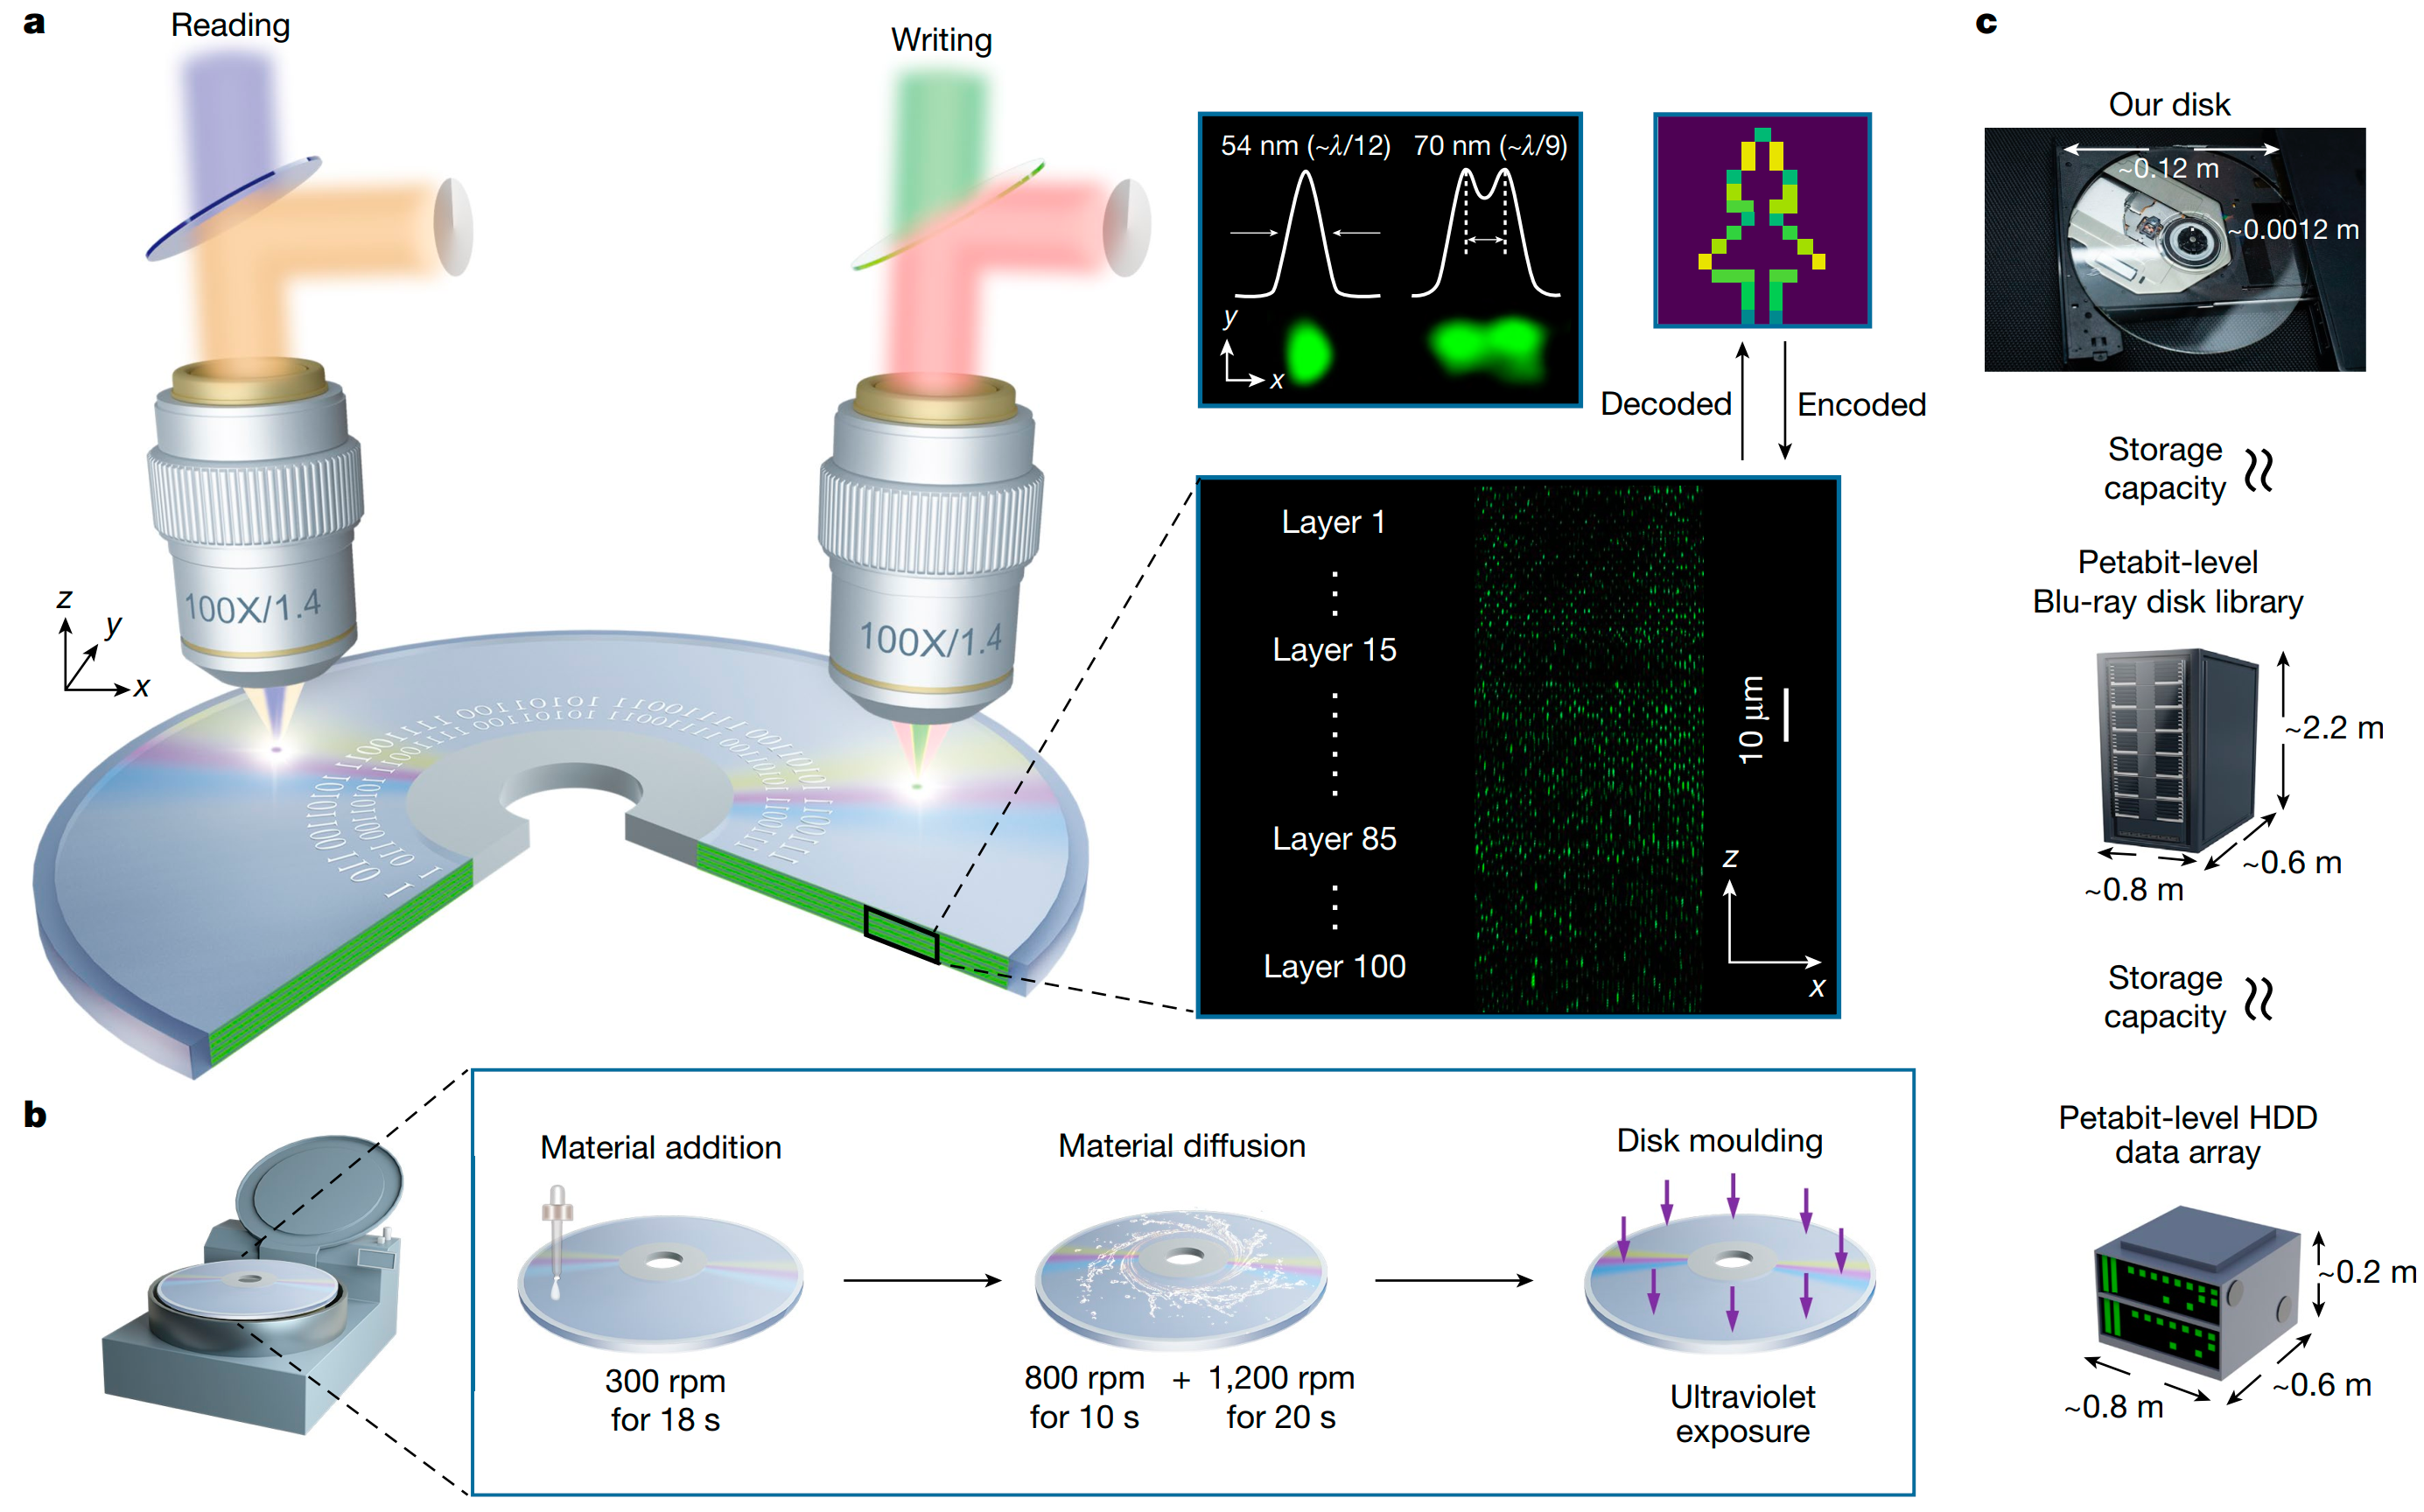 a
Reading
Writing
100X/1.4
100X/1.4
z
y
x
54 nm (~λ/12)
70 nm (~λ/9)
y
x
Decoded
Encoded
Layer 1
Layer 15
Layer 85
Layer 100
10 µm
z
x
b
Material addition
300 rpm
for 18 s
Material diffusion
800 rpm + 1,200 rpm
for 10 s for 20 s
Disk moulding
Ultraviolet
exposure
c
Our disk
~0.12 m
~0.0012 m
Storage
capacity
Petabit-level
Blu-ray disk library
~2.2 m
~0.6 m
~0.8 m
Storage
capacity
Petabit-level HDD
data array
~0.2 m
~0.6 m
~0.8 m